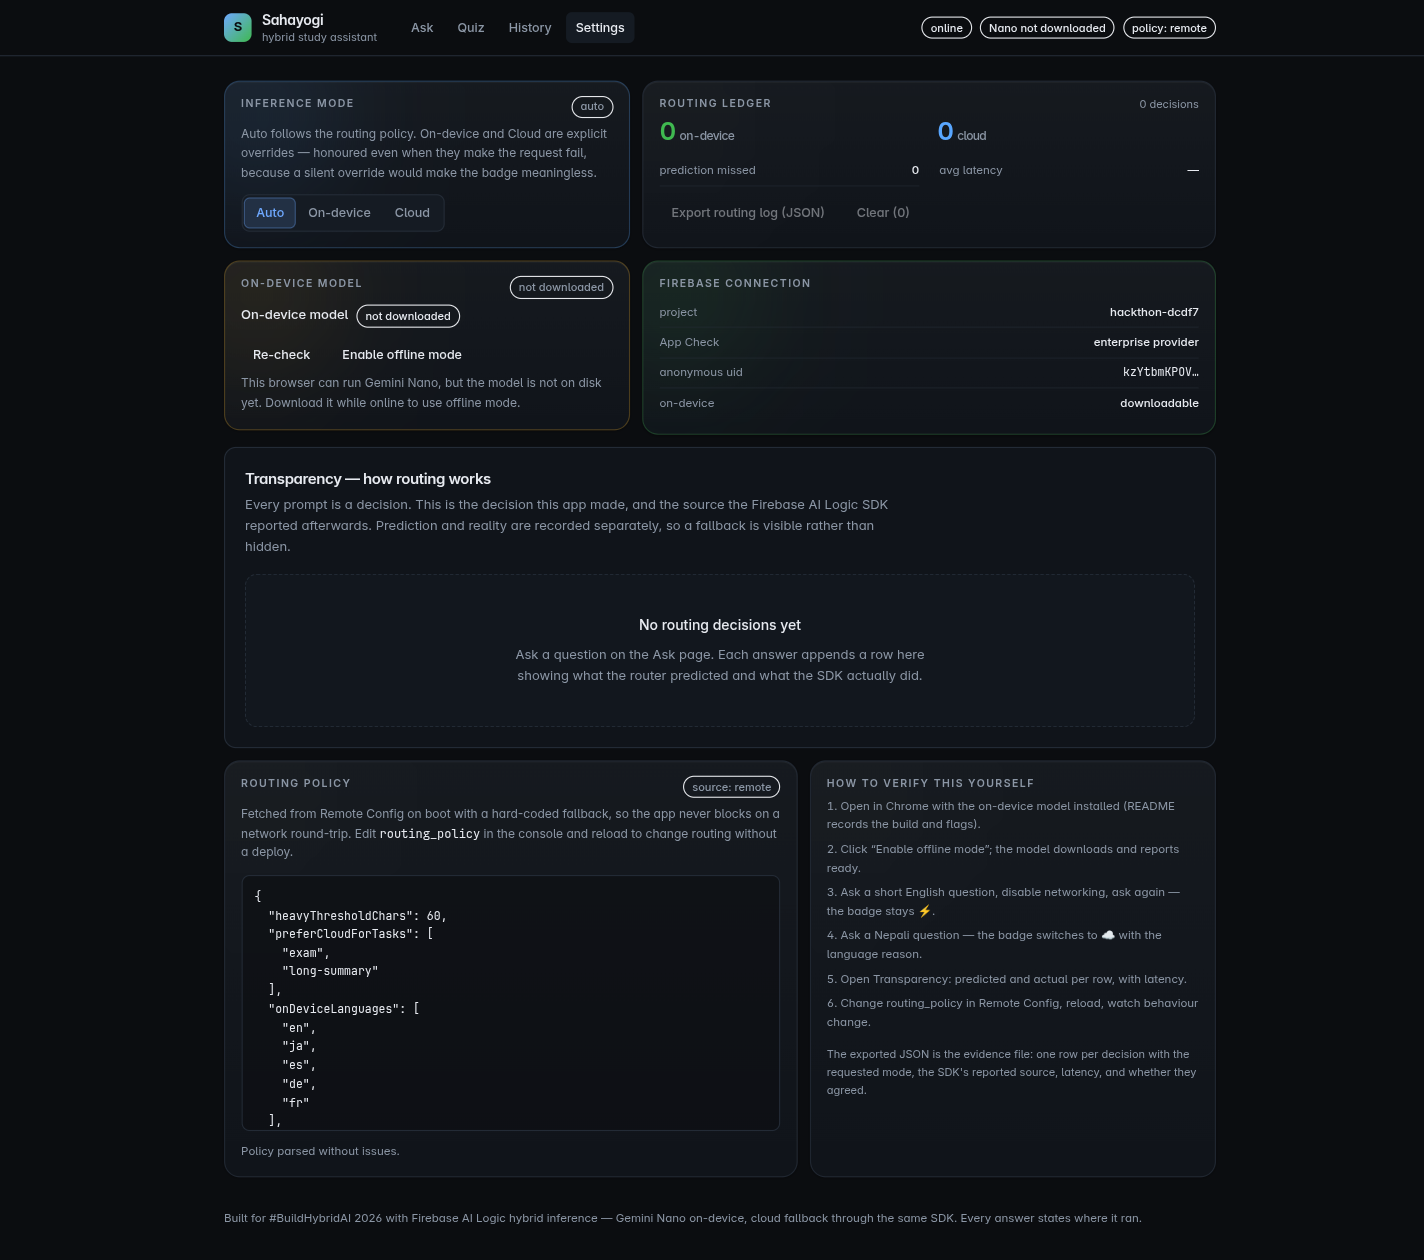 S
Sahayogi
hybrid study assistant
Ask
Quiz
History
Settings
online
Nano not downloaded
policy: remote
INFERENCE MODE
auto
Auto follows the routing policy. On-device and Cloud are explicit
overrides — honoured even when they make the request fail,
because a silent override would make the badge meaningless.
Auto
On-device
Cloud
ROUTING LEDGER
0 decisions
0 on-device
0 cloud
prediction missed
0
avg latency
—
Export routing log (JSON)
Clear (0)
ON-DEVICE MODEL
not downloaded
On-device model
not downloaded
Re-check
Enable offline mode
This browser can run Gemini Nano, but the model is not on disk
yet. Download it while online to use offline mode.
FIREBASE CONNECTION
project
hackthon-dcdf7
App Check
enterprise provider
anonymous uid
kzYtbmKPOV…
on-device
downloadable
Transparency — how routing works
Every prompt is a decision. This is the decision this app made, and the source the Firebase AI Logic SDK
reported afterwards. Prediction and reality are recorded separately, so a fallback is visible rather than
hidden.
No routing decisions yet
Ask a question on the Ask page. Each answer appends a row here
showing what the router predicted and what the SDK actually did.
ROUTING POLICY
source: remote
Fetched from Remote Config on boot with a hard-coded fallback, so the app never blocks on a
network round-trip. Edit routing_policy in the console and reload to change routing without
a deploy.
{
  "heavyThresholdChars": 60,
  "preferCloudForTasks": [
    "exam",
    "long-summary"
  ],
  "onDeviceLanguages": [
    "en",
    "ja",
    "es",
    "de",
    "fr"
  ],
Policy parsed without issues.
HOW TO VERIFY THIS YOURSELF
1. Open in Chrome with the on-device model installed (README
records the build and flags).
2. Click “Enable offline mode”; the model downloads and reports
ready.
3. Ask a short English question, disable networking, ask again —
the badge stays ⚡.
4. Ask a Nepali question — the badge switches to ☁️ with the
language reason.
5. Open Transparency: predicted and actual per row, with latency.
6. Change routing_policy in Remote Config, reload, watch behaviour
change.
The exported JSON is the evidence file: one row per decision with the
requested mode, the SDK's reported source, latency, and whether they
agreed.
Built for #BuildHybridAI 2026 with Firebase AI Logic hybrid inference — Gemini Nano on-device, cloud fallback through the same SDK. Every answer states where it ran.